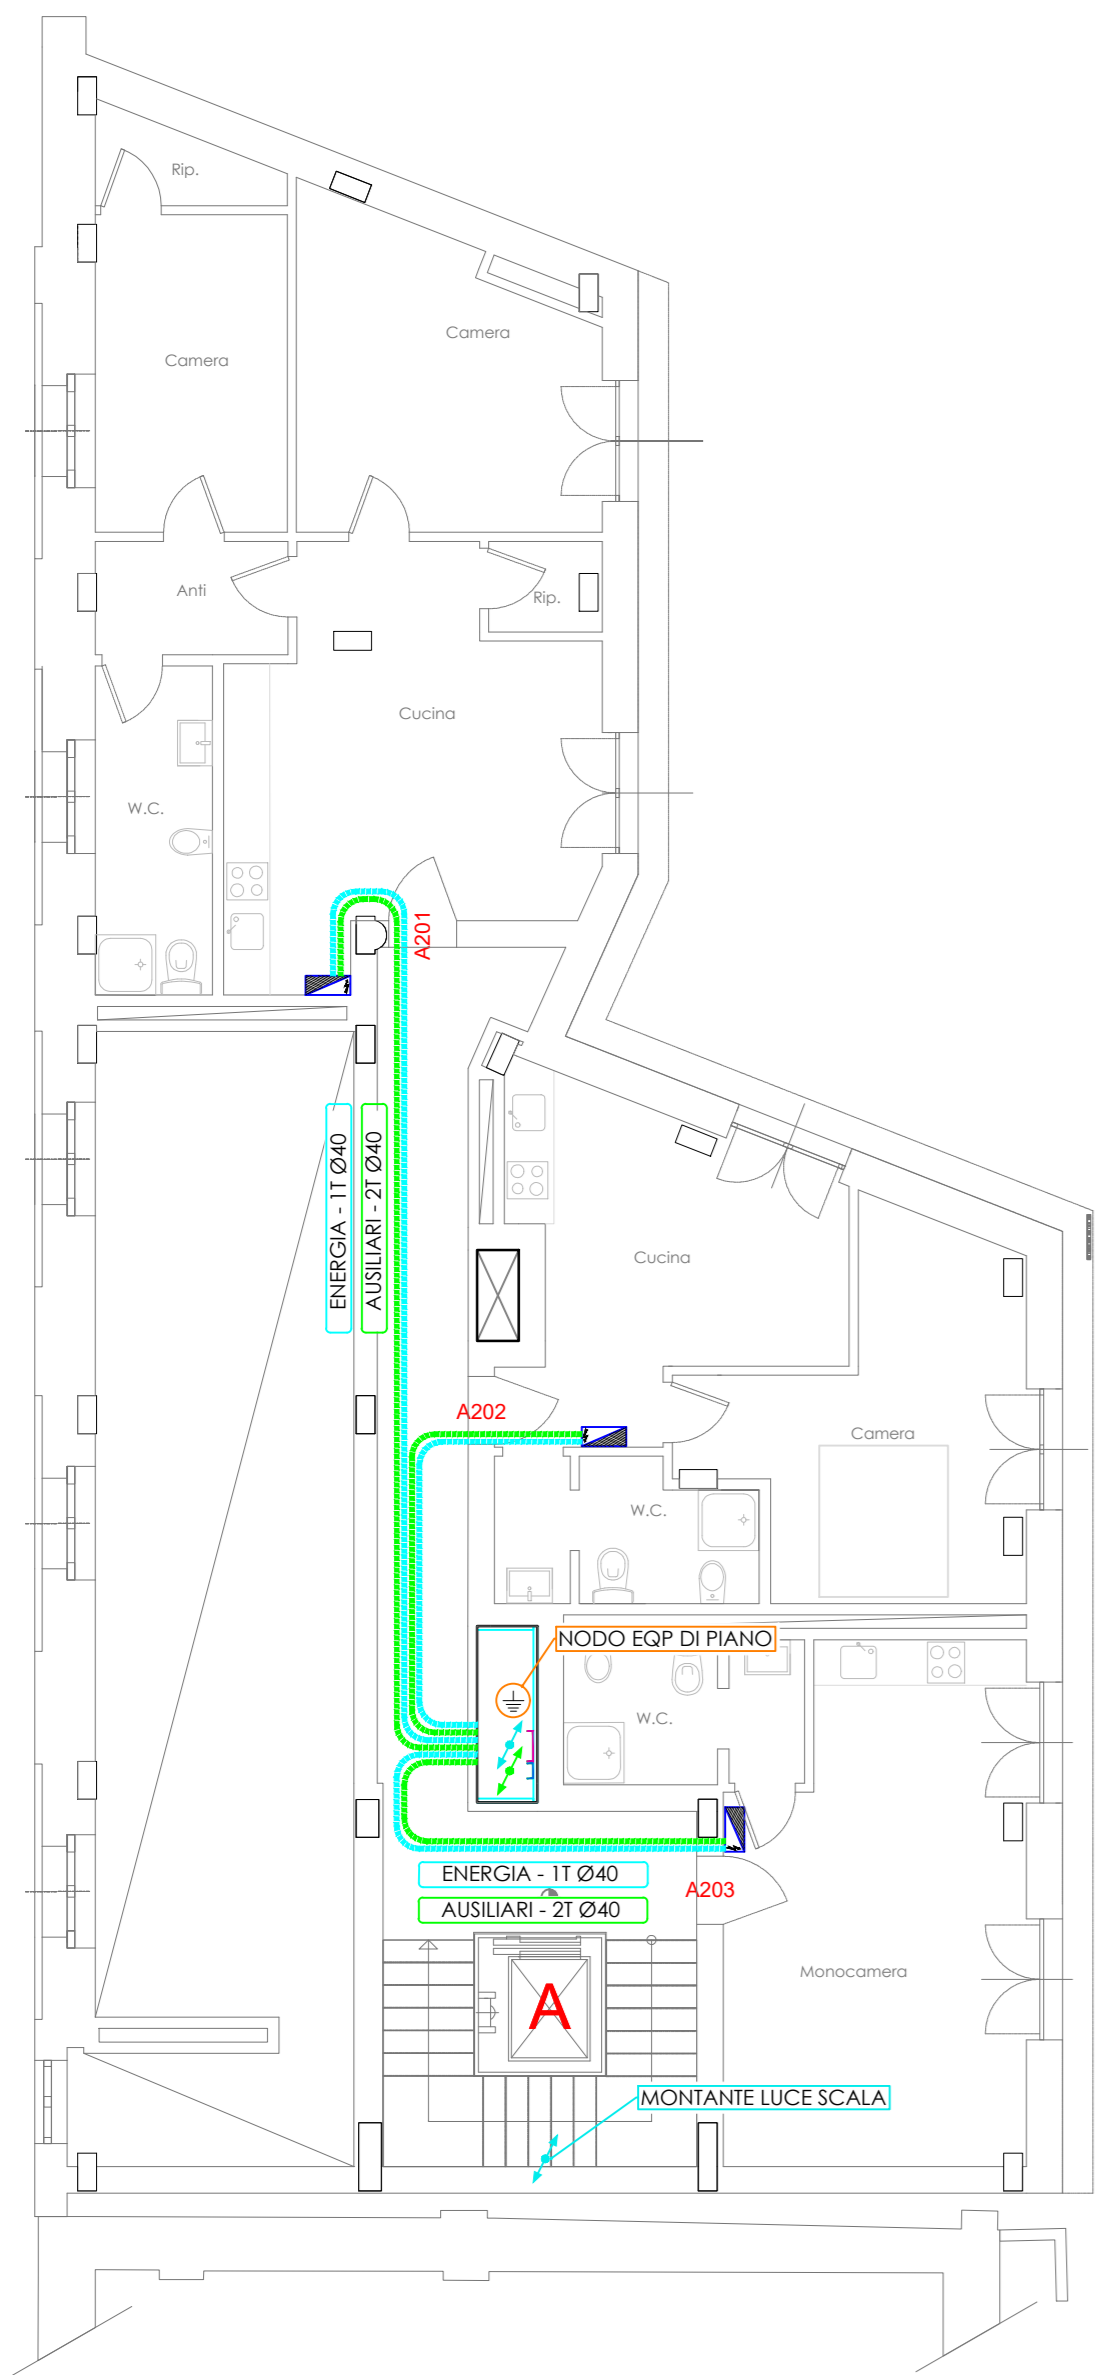 Rip.
Camera
Camera
Anti
Rip.
Cucina
W.C.
A201
ENERGIA - 1T Ø40
AUSILIARI - 2T Ø40
Cucina
A202
Camera
W.C.
NODO EQP DI PIANO
W.C.
ENERGIA - 1T Ø40
A203
AUSILIARI - 2T Ø40
Monocamera
A
MONTANTE LUCE SCALA